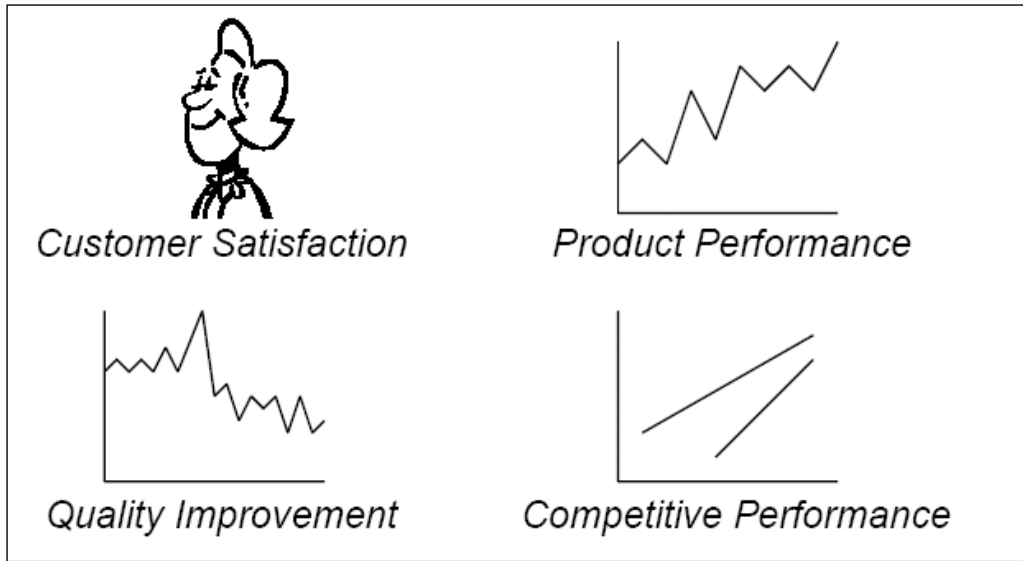 Customer Satisfaction
Product Performance
Quality Improvement
Competitive Performance